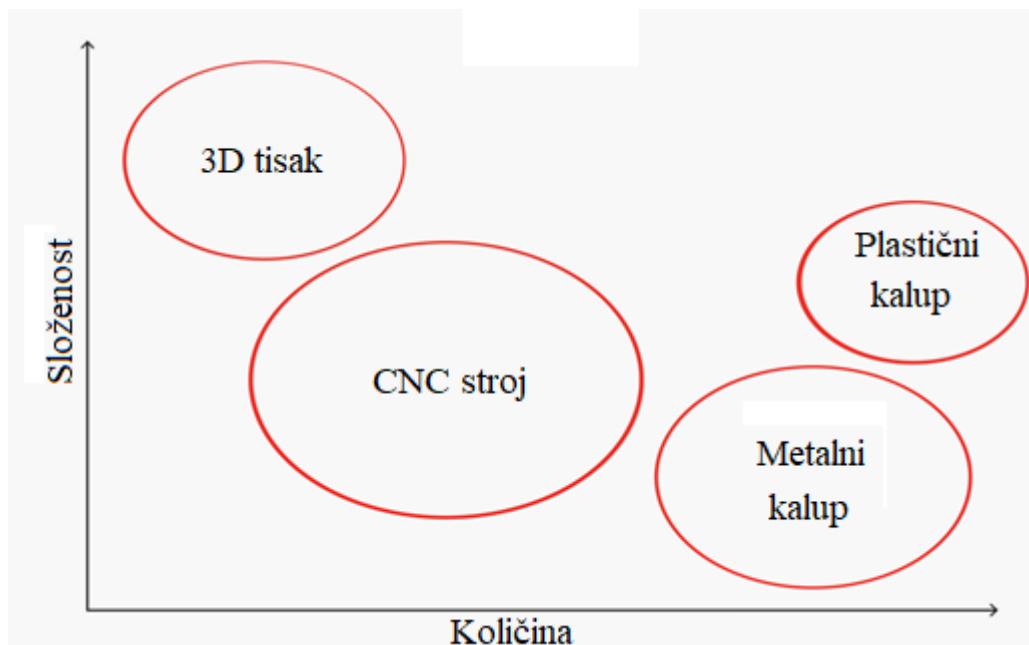 3D tisak
Plastični
kalup
Složenost
CNC stroj
Metalni
kalup
Količina